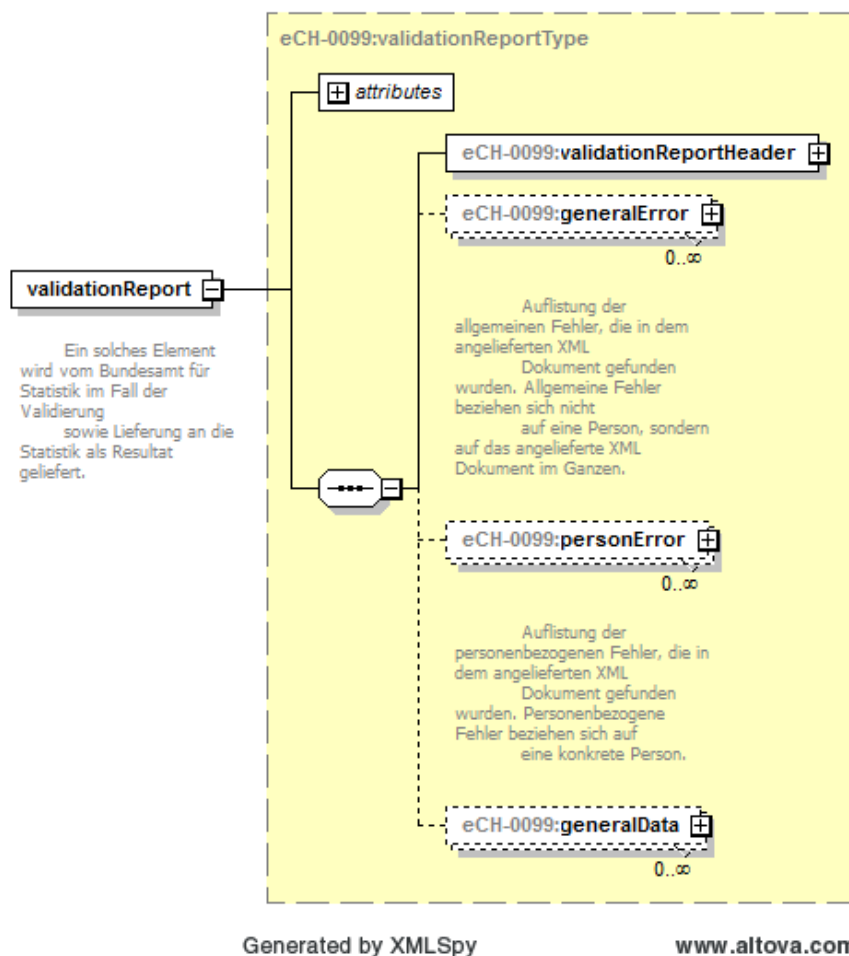 eCH-0099:validationReportType
attributes
eCH-0099:validationReportHeader
eCH-0099:generalError
0..∞
Auflistung der
allgemeinen Fehler, die in dem
angelieferten XML
Dokument gefunden
wurden. Allgemeine Fehler
beziehen sich nicht
auf eine Person, sondern
auf das angelieferte XML
Dokument im Ganzen.
validationReport
Ein solches Element
wird vom Bundesamt für
Statistik im Fall der
Validierung
sowie Lieferung an die
Statistik als Resultat
geliefert.
eCH-0099:personError
0..∞
Auflistung der
personenbezogenen Fehler, die in
dem angelieferten XML
Dokument gefunden
wurden. Personenbezogene
Fehler beziehen sich auf
eine konkrete Person.
eCH-0099:generalData
0..∞
Generated by XMLSpy
www.altova.com